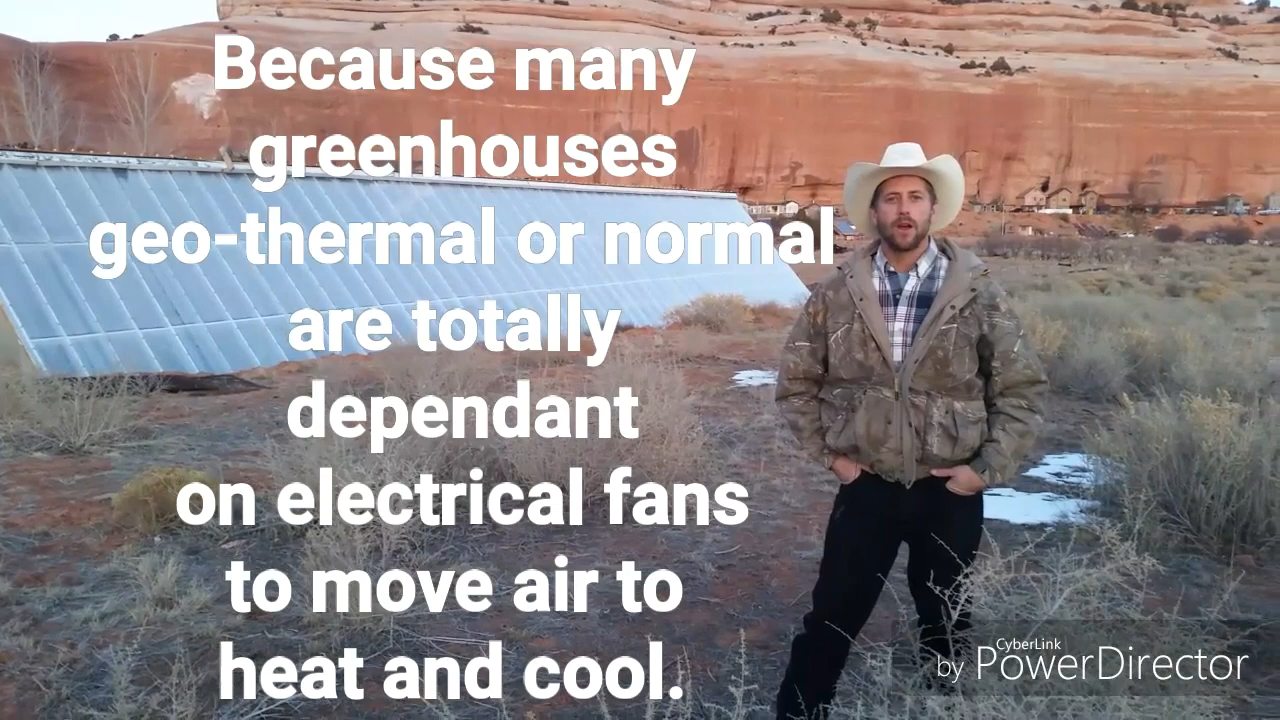 Because many
greenhouses
geo-thermal or normal
are totally
dependant
on electrical fans
to move air to
heat and cool.
CyberLink
by PowerDirector